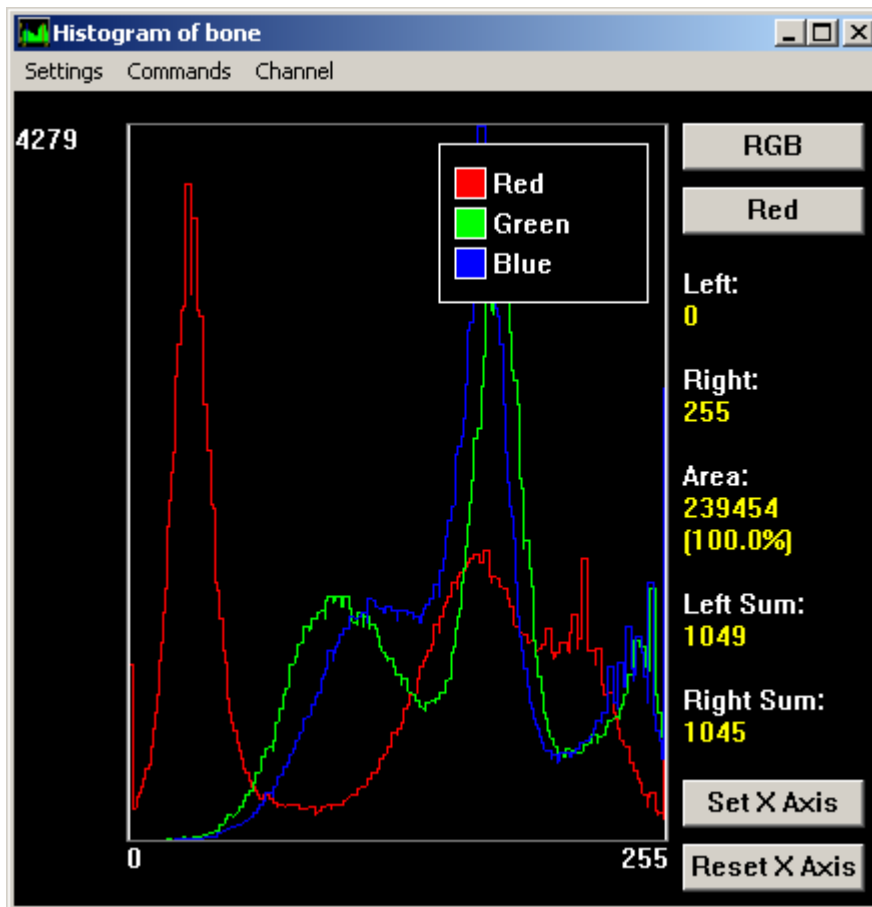 Histogram of bone
Settings Commands Channel
4279
RGB
Red
Red
Green
Blue
Left:
0
Right:
255
Area:
239454
(100.0%)
Left Sum:
1049
Right Sum:
1045
Set X Axis
0 255
Reset X Axis